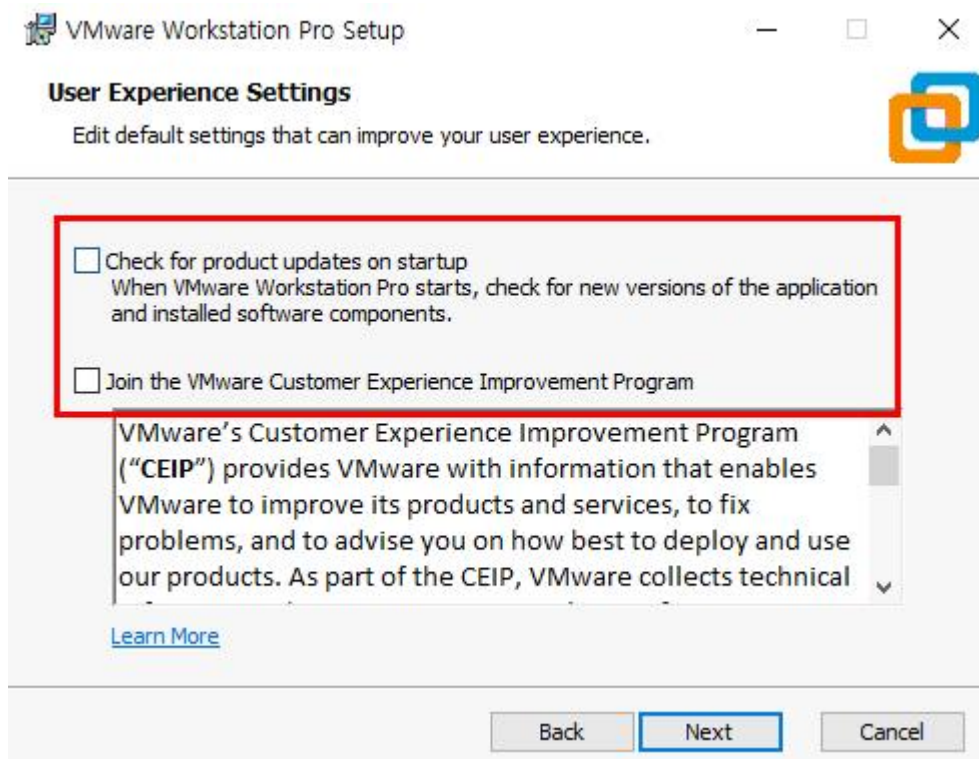 VMware Workstation Pro Setup
User Experience Settings
Edit default settings that can improve your user experience.
Check for product updates on startup
When VMware Workstation Pro starts, check for new versions of the application
and installed software components.
Join the VMware Customer Experience Improvement Program
VMware’s Customer Experience Improvement Program
(“CEIP”) provides VMware with information that enables
VMware to improve its products and services, to fix
problems, and to advise you on how best to deploy and use
our products. As part of the CEIP, VMware collects technical
Learn More
Back
Next
Cancel